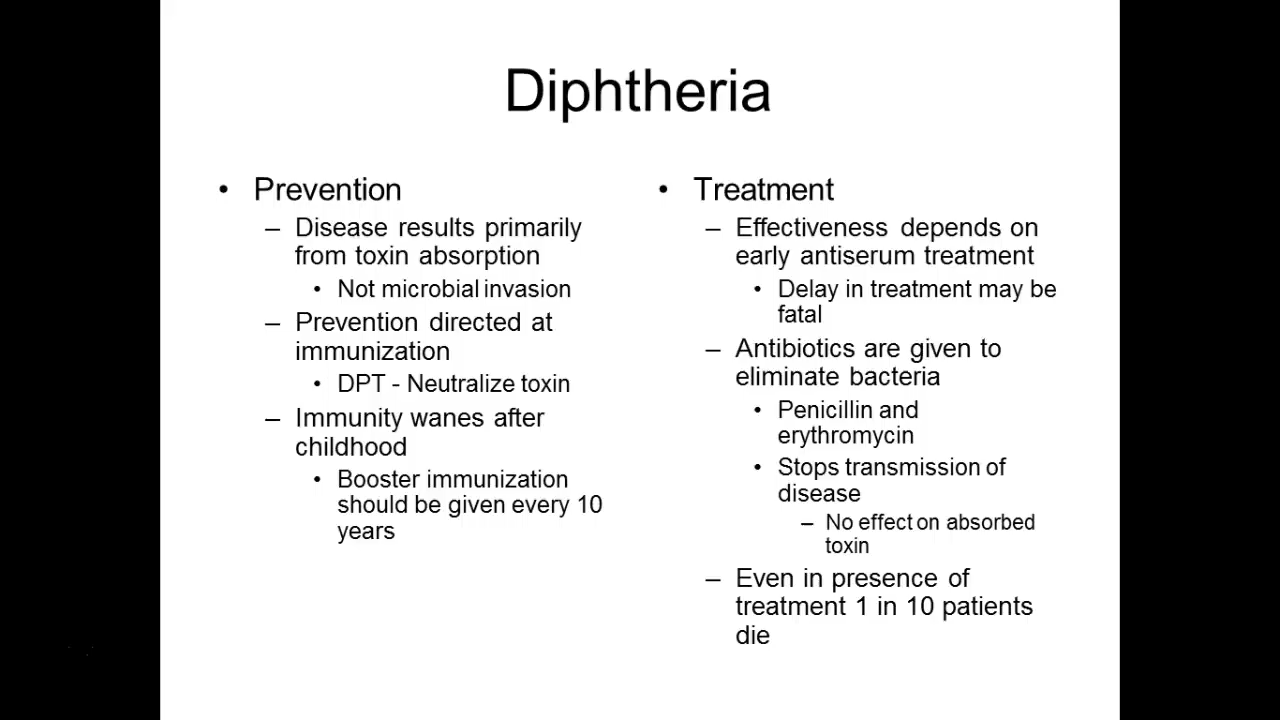 Diphtheria
• Prevention
– Disease results primarily
from toxin absorption
• Not microbial invasion
– Prevention directed at
immunization
• DPT - Neutralize toxin
– Immunity wanes after
childhood
• Booster immunization
should be given every 10
years
• Treatment
– Effectiveness depends on
early antiserum treatment
• Delay in treatment may be
fatal
– Antibiotics are given to
eliminate bacteria
• Penicillin and
erythromycin
• Stops transmission of
disease
– No effect on absorbed
toxin
– Even in presence of
treatment 1 in 10 patients
die